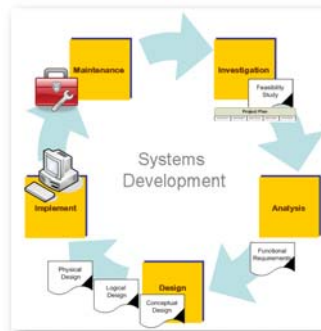 Maintenance
Investigation
Feasibility
Study
Project Plan
Systems
Development
Implement
Analysis
Functional
Requirements
Physical
Design
Logical
Design
Conceptual
Design
Design